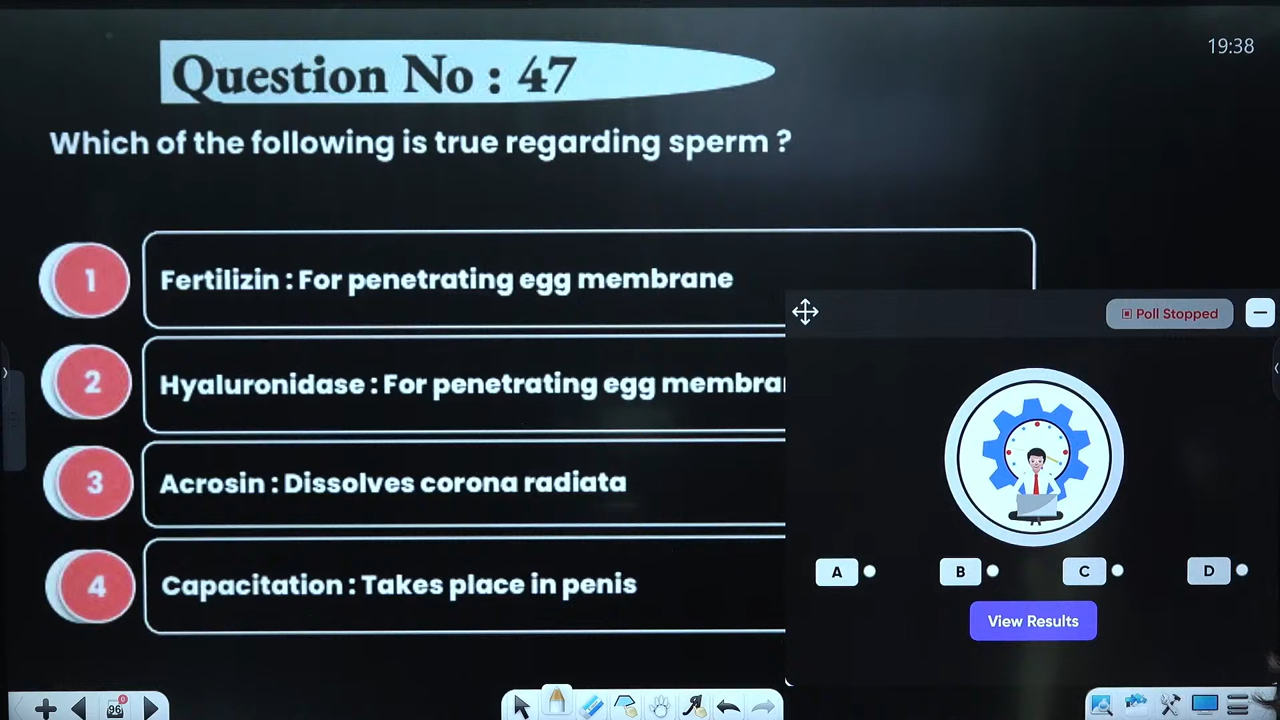 19:38
Question No : 47
Which of the following is true regarding sperm ?
1
Fertilizin : For penetrating egg membrane
2
Hyaluronidase : For penetrating egg
3
Acrosin : Dissolves corona radiata
4
Capacitation : Takes place in penis
Poll Stopped
A
B
C
D
View Results
96